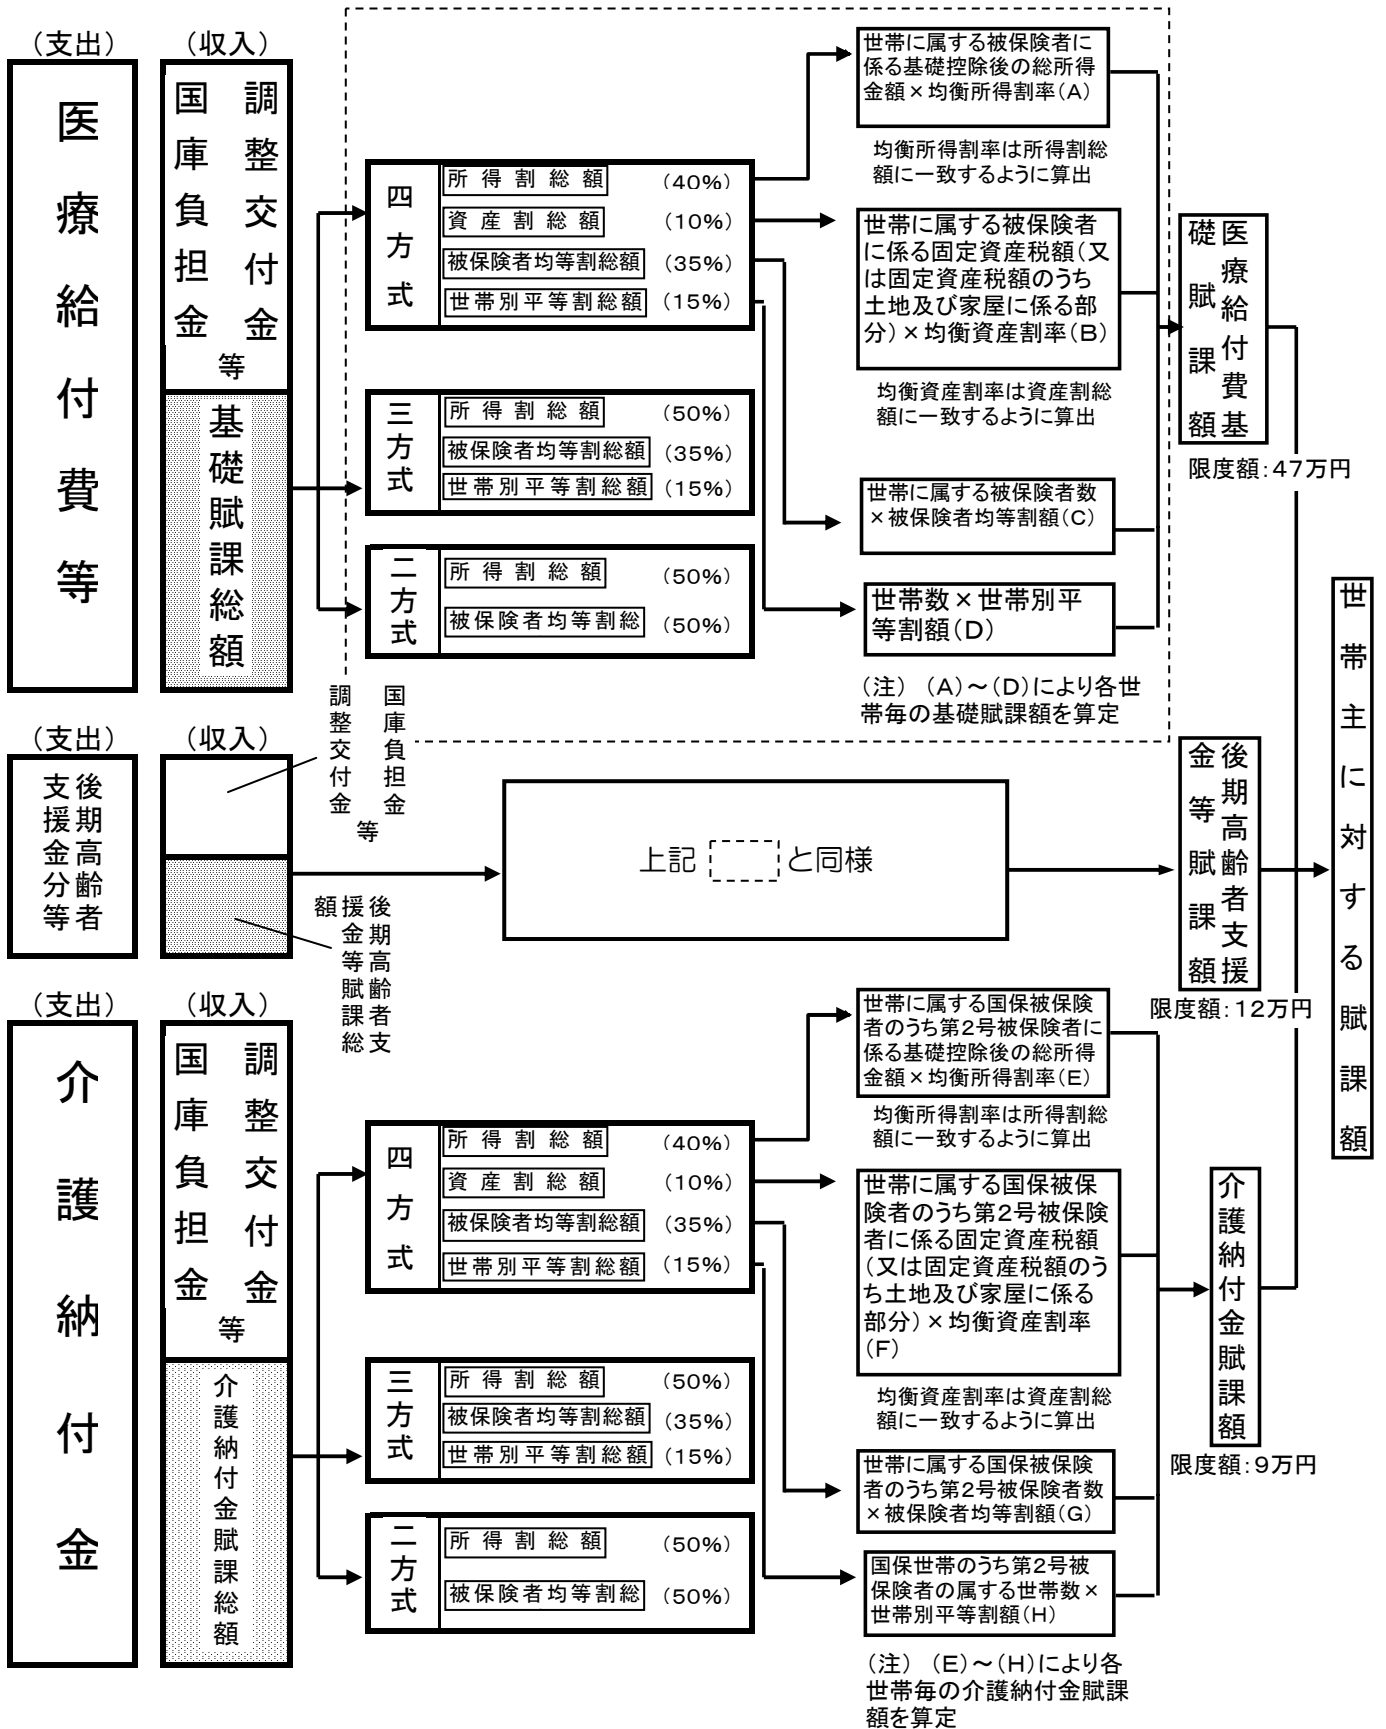 （支出）
医療給付費等
（収入）
調整交付金
国庫負担金
等
基礎賦課総額
四方式
所得割総額 （40%）
資産割総額 （10%）
被保険者均等割総額 （35%）
世帯別平等割総額 （15%）
三方式
所得割総額 （50%）
被保険者均等割総額 （35%）
世帯別平等割総額 （15%）
二方式
所得割総額 （50%）
被保険者均等割総 （50%）
世帯に属する被保険者に
係る基礎控除後の総所得
金額×均衡所得割率（A）
均衡所得割率は所得割総
額に一致するように算出
世帯に属する被保険者
に係る固定資産税額（又
は固定資産税額のうち
土地及び家屋に係る部
分）×均衡資産割率（B）
均衡資産割率は資産割総
額に一致するように算出
世帯に属する被保険者数
×被保険者均等割額（C）
世帯数×世帯別平
等割額（D）
（注）（A）～（D）により各世
帯毎の基礎賦課額を算定
医療給付費基
礎賦課額
限度額：47万円
（支出）
後期高齢者
支援金分等
（収入）
国庫負担金
調整交付金
等
後期高齢者支
援金等賦課総
額
上記 と同様
後期高齢者支援
金等賦課額
限度額：12万円
世帯主に対する賦課額
（支出）
介護納付金
（収入）
調整交付金
国庫負担金
等
介護納付金賦課総額
四方式
所得割総額 （40%）
資産割総額 （10%）
被保険者均等割総額 （35%）
世帯別平等割総額 （15%）
三方式
所得割総額 （50%）
被保険者均等割総額 （35%）
世帯別平等割総額 （15%）
二方式
所得割総額 （50%）
被保険者均等割総 （50%）
世帯に属する国保被保険
者のうち第2号被保険者に
係る基礎控除後の総所得
金額×均衡所得割率（E）
均衡所得割率は所得割総
額に一致するように算出
世帯に属する国保被保
険者のうち第2号被保険
者に係る固定資産税額
（又は固定資産税額のう
ち土地及び家屋に係る
部分）×均衡資産割率
（F）
均衡資産割率は資産割総
額に一致するように算出
世帯に属する国保被保険
者のうち第2号被保険者数
×被保険者均等割額（G）
国保世帯のうち第2号被
保険者の属する世帯数×
世帯別平等割額（H）
（注）（E）～（H）により各
世帯毎の介護納付金賦課
額を算定
介護納付金賦課額
限度額：9万円